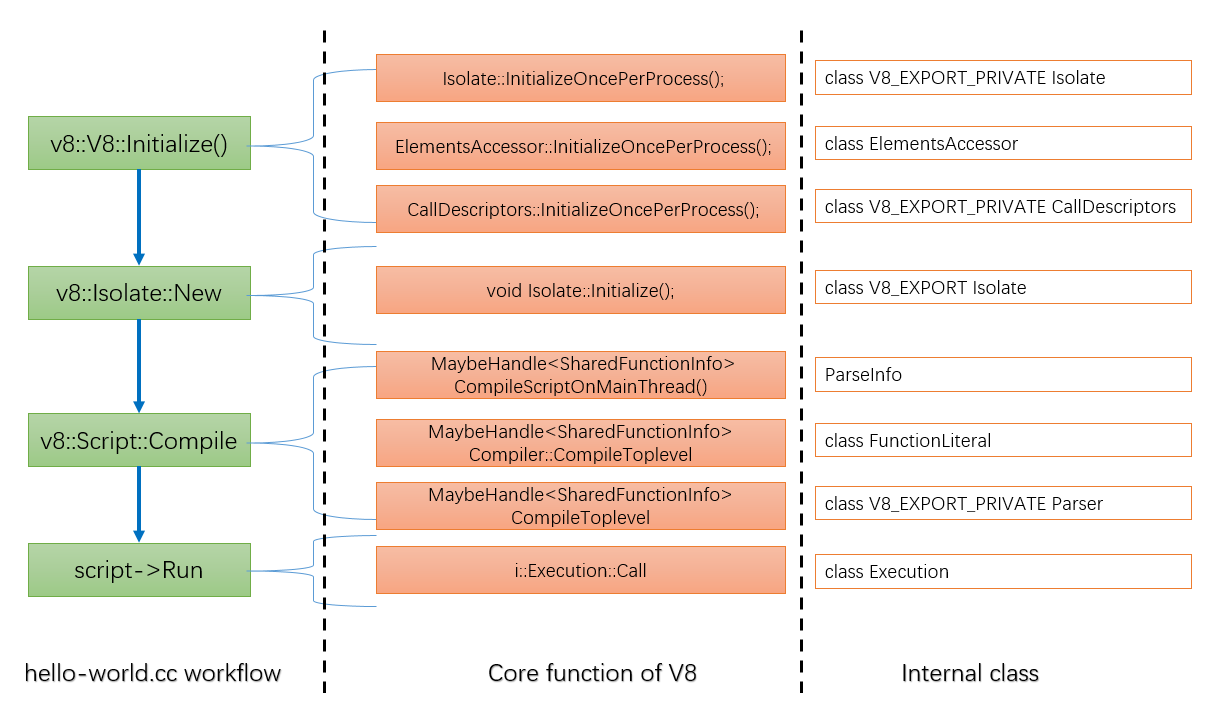 v8::V8::Initialize()
v8::Isolate::New
v8::Script::Compile
script->Run
hello-world.cc workflow
Isolate::InitializeOncePerProcess();
ElementsAccessor::InitializeOncePerProcess();
CallDescriptors::InitializeOncePerProcess();
void Isolate::Initialize();
MaybeHandle<SharedFunctionInfo>
CompileScriptOnMainThread()
MaybeHandle<SharedFunctionInfo>
Compiler::CompileToplevel
MaybeHandle<SharedFunctionInfo>
CompileToplevel
i::Execution::Call
Core function of V8
class V8_EXPORT_PRIVATE Isolate
class ElementsAccessor
class V8_EXPORT_PRIVATE CallDescriptors
class V8_EXPORT Isolate
ParseInfo
class FunctionLiteral
class V8_EXPORT_PRIVATE Parser
class Execution
Internal class